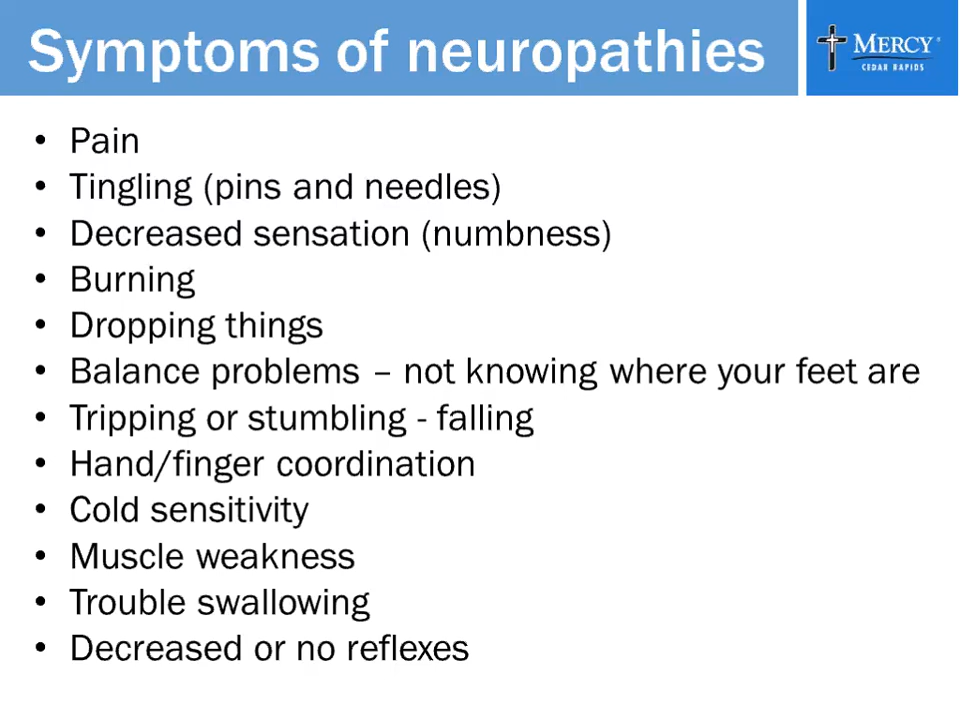 Symptoms of neuropathies
MERCY®
CEDAR RAPIDS
• Pain
• Tingling (pins and needles)
• Decreased sensation (numbness)
• Burning
• Dropping things
• Balance problems – not knowing where your feet are
• Tripping or stumbling - falling
• Hand/finger coordination
• Cold sensitivity
• Muscle weakness
• Trouble swallowing
• Decreased or no reflexes